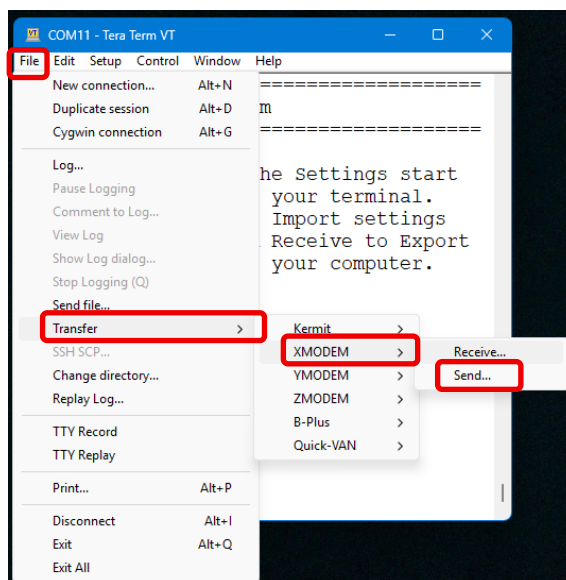 COM11 - Tera Term VT
File Edit Setup Control Window Help
New connection... Alt+N
Duplicate session Alt+D
Cygwin connection Alt+G
Log...
Pause Logging
Comment to Log...
View Log
Show Log dialog...
Stop Logging (Q)
Send file...
Transfer >
SSH SCP...
Change directory...
Replay Log...
TTY Record
TTY Replay
Print... Alt+P
Disconnect Alt+I
Exit Alt+Q
Exit All
Kermit >
XMODEM >
YMODEM >
ZMODEM >
B-Plus >
Quick-VAN >
Receive...
Send...
====================
m
====================
he Settings start
your terminal.
Import settings
Receive to Export
your computer.